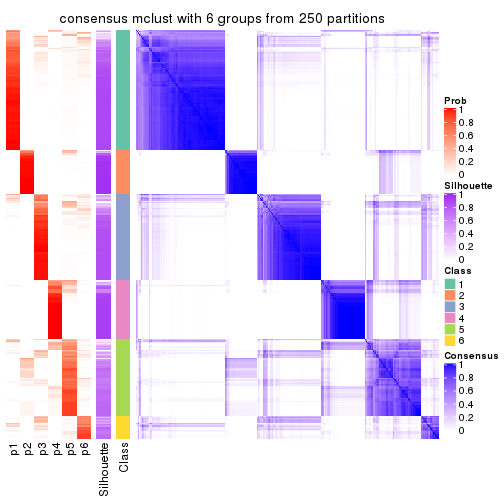 consensus mclust with 6 groups from 250 partitions
Prob
1
0.8
0.6
0.4
0.2
0
Silhouette
1
0.8
0.6
0.4
0.2
0
Class
1
2
3
4
5
6
Consensus
1
0.8
0.6
0.4
0.2
0
p1
p2
p3
p4
p5
p6
Silhouette
Class